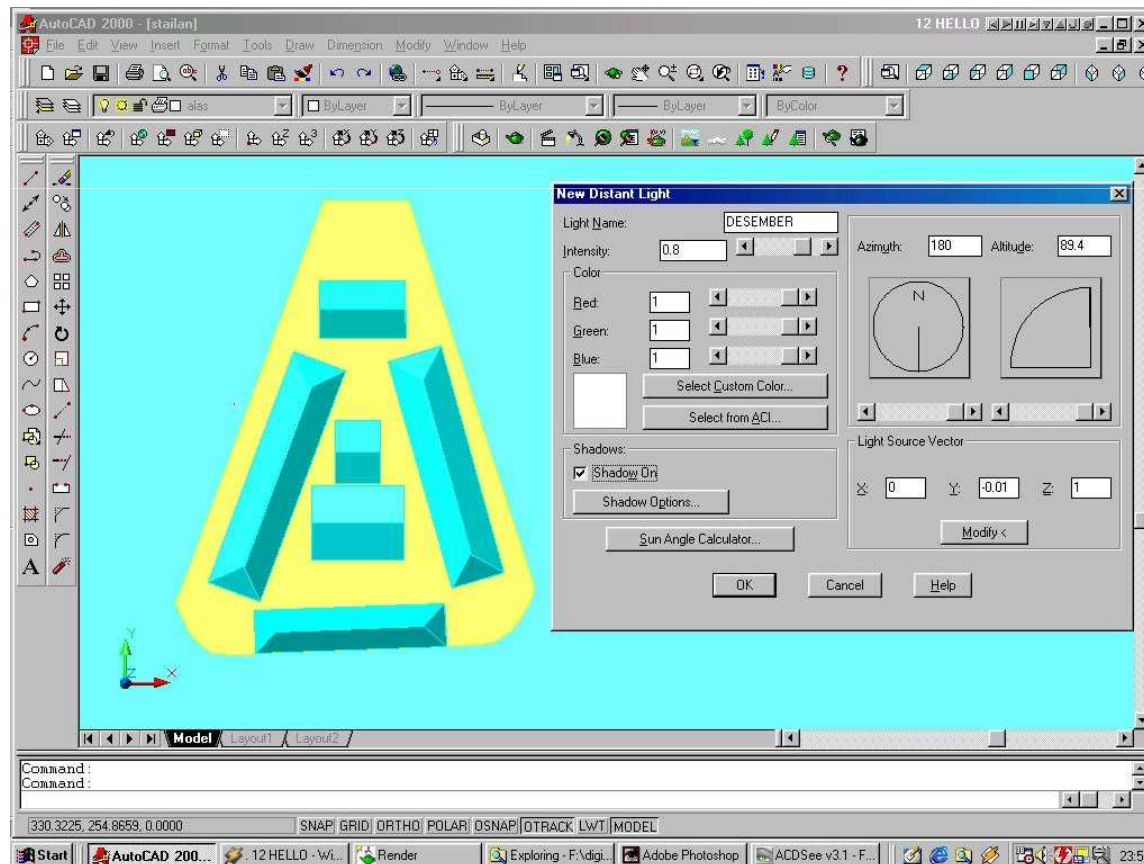 AutoCAD 2000 - [stailan]
12 HELLO
File Edit View Insert Format Tools Draw Dimension Modify Window Help
alas
ByLayer
ByLayer
ByLayer
ByColor
New Distant Light
Light Name: DESEMBER
Intensity: 0.8
Color
Red: 1
Green: 1
Blue: 1
Select Custom Color...
Select from ACI...
Shadows:
Shadow On
Shadow Options...
Sun Angle Calculator...
Azimuth: 180 Altitude: 89.4
N
Light Source Vector
X: 0 Y: -0.01 Z: 1
Modify <
OK Cancel Help
Y
Z
X
Model Layout1 Layout2
Command:
Command:
330.3225, 254.8659, 0.0000 SNAP GRID ORTHO POLAR OSNAP OTRACK LWT MODEL
Start AutoCAD 200... 12 HELLO - Wi... Render Exploring - F:\digi... Adobe Photoshop ACDSee v3.1 - F... 23:5